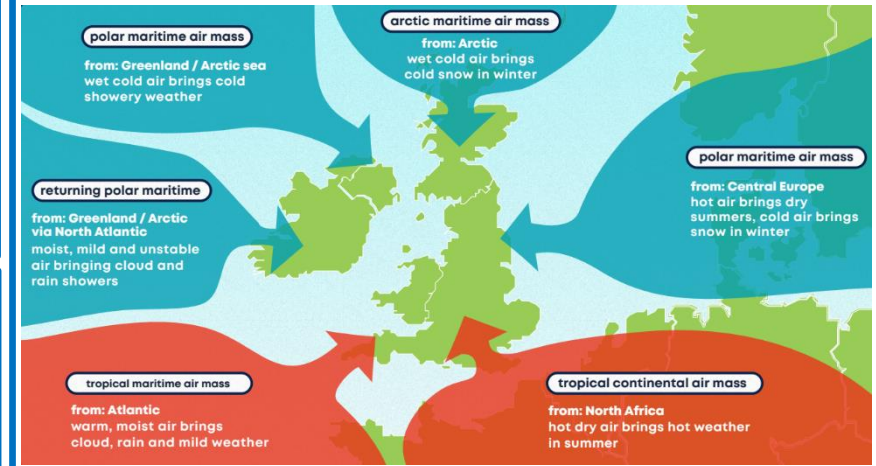 polar maritime air mass
from: Greenland / Arctic sea
wet cold air brings cold
showery weather
arctic maritime air mass
from: Arctic
wet cold air brings
cold snow in winter
returning polar maritime
from: Greenland / Arctic
via North Atlantic
moist, mild and unstable
air bringing cloud and
rain showers
polar maritime air mass
from: Central Europe
hot air brings dry
summers, cold air brings
snow in winter
tropical maritime air mass
from: Atlantic
warm, moist air brings
cloud, rain and mild weather
tropical continental air mass
from: North Africa
hot dry air brings hot weather
in summer